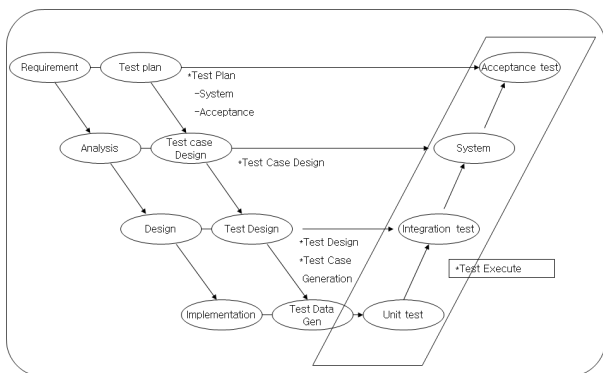 Requirement
Test plan
Acceptance test
*Test Plan
-System
-Acceptance
Analysis
Test case
Design
*Test Case Design
System
Design
Test Design
*Test Design
*Test Case
Generation
Integration test
*Test Execute
Implementation
Test Data
Gen
Unit test